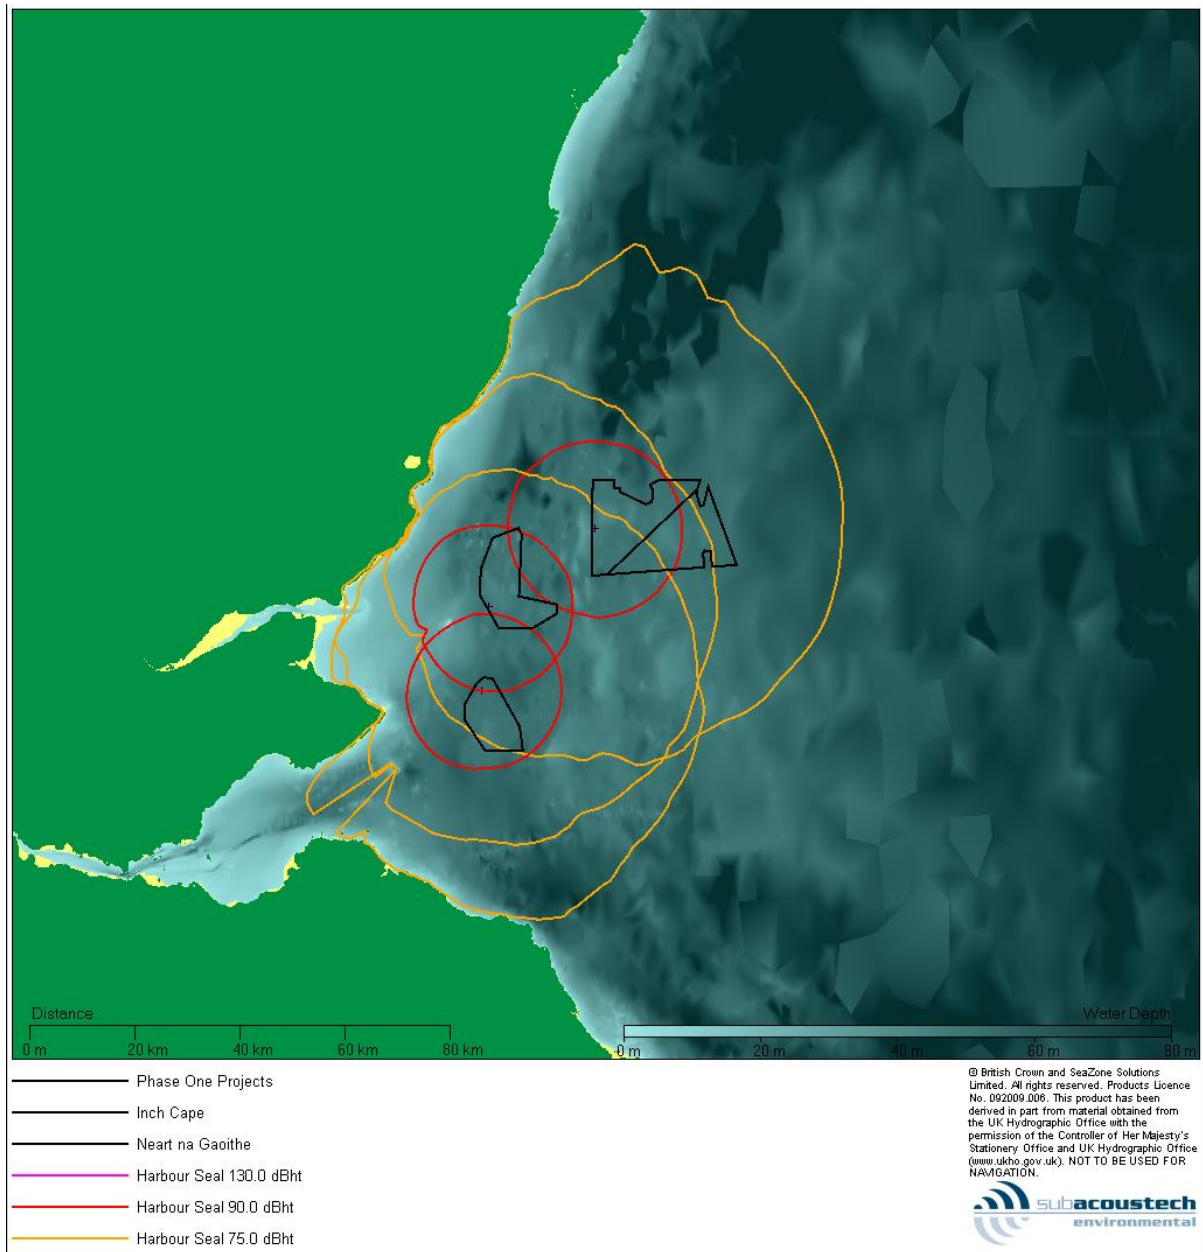 Distance
0 m 20 km 40 km 60 km 80 km
Water Depth
0 m 20 m 40 m 60 m 80 m
Phase One Projects
Inch Cape
Neart na Gaoithe
Harbour Seal 130.0 dBht
Harbour Seal 90.0 dBht
Harbour Seal 75.0 dBht
© British Crown and SeaZone Solutions
Limited. All rights reserved. Products Licence
No. 092009.006. This product has been
derived in part from material obtained from
the UK Hydrographic Office with the
permission of the Controller of Her Majesty's
Stationery Office and UK Hydrographic Office
(www.ukho.gov.uk). NOT TO BE USED FOR
NAVIGATION.
subacoustech
environmental